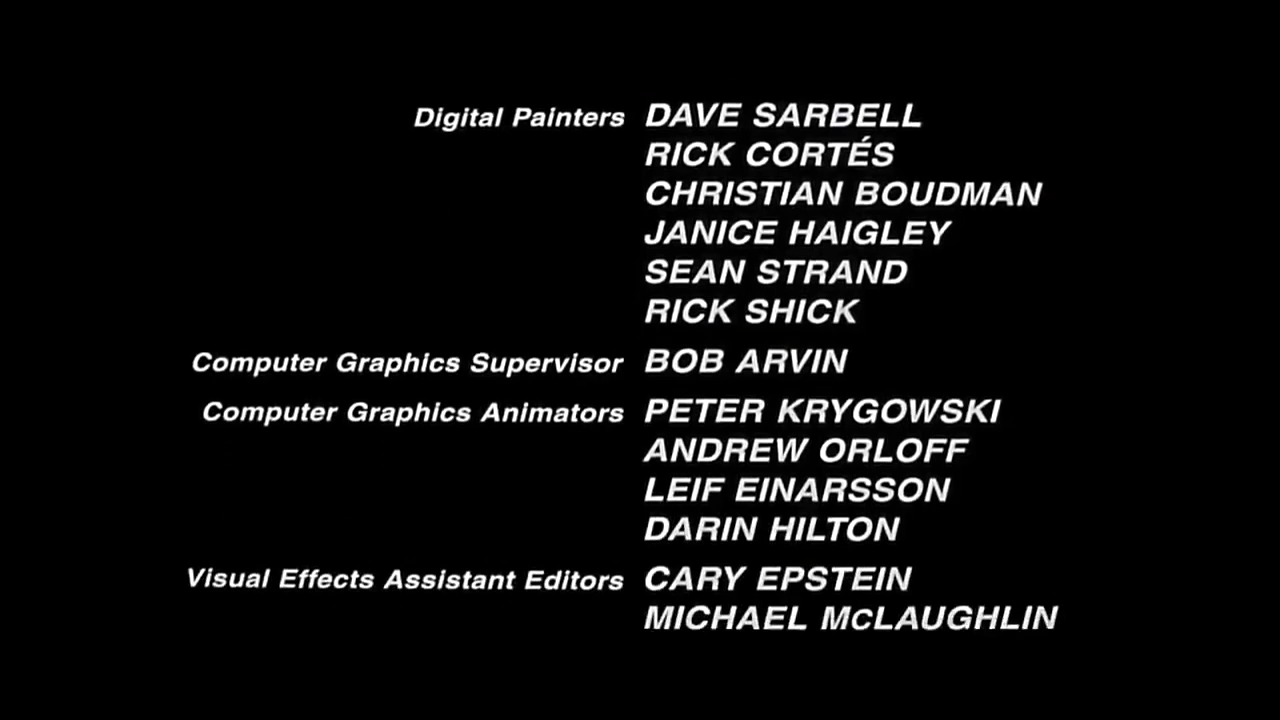 Digital Painters DAVE SARBELL
RICK CORTÉS
CHRISTIAN BOUDMAN
JANICE HAIGLEY
SEAN STRAND
RICK SHICK
Computer Graphics Supervisor BOB ARVIN
Computer Graphics Animators PETER KRYGOWSKI
ANDREW ORLOFF
LEIF EINARSSON
DARIN HILTON
Visual Effects Assistant Editors CARY EPSTEIN
MICHAEL McLAUGHLIN